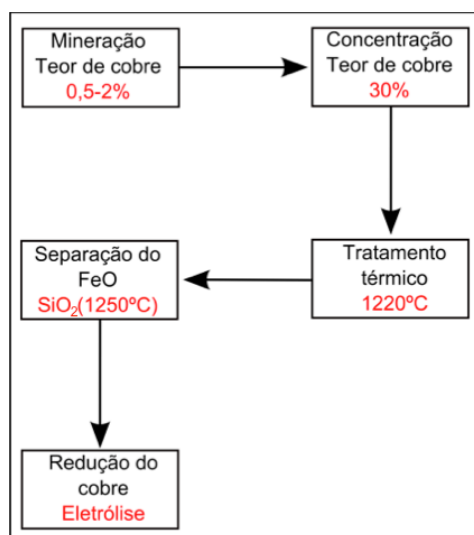 Mineração
Teor de cobre
0,5-2%
Concentração
Teor de cobre
30%
Tratamento
térmico
1220ºC
Separação do
FeO
SiO₂(1250ºC)
Redução do
cobre
Eletrólise